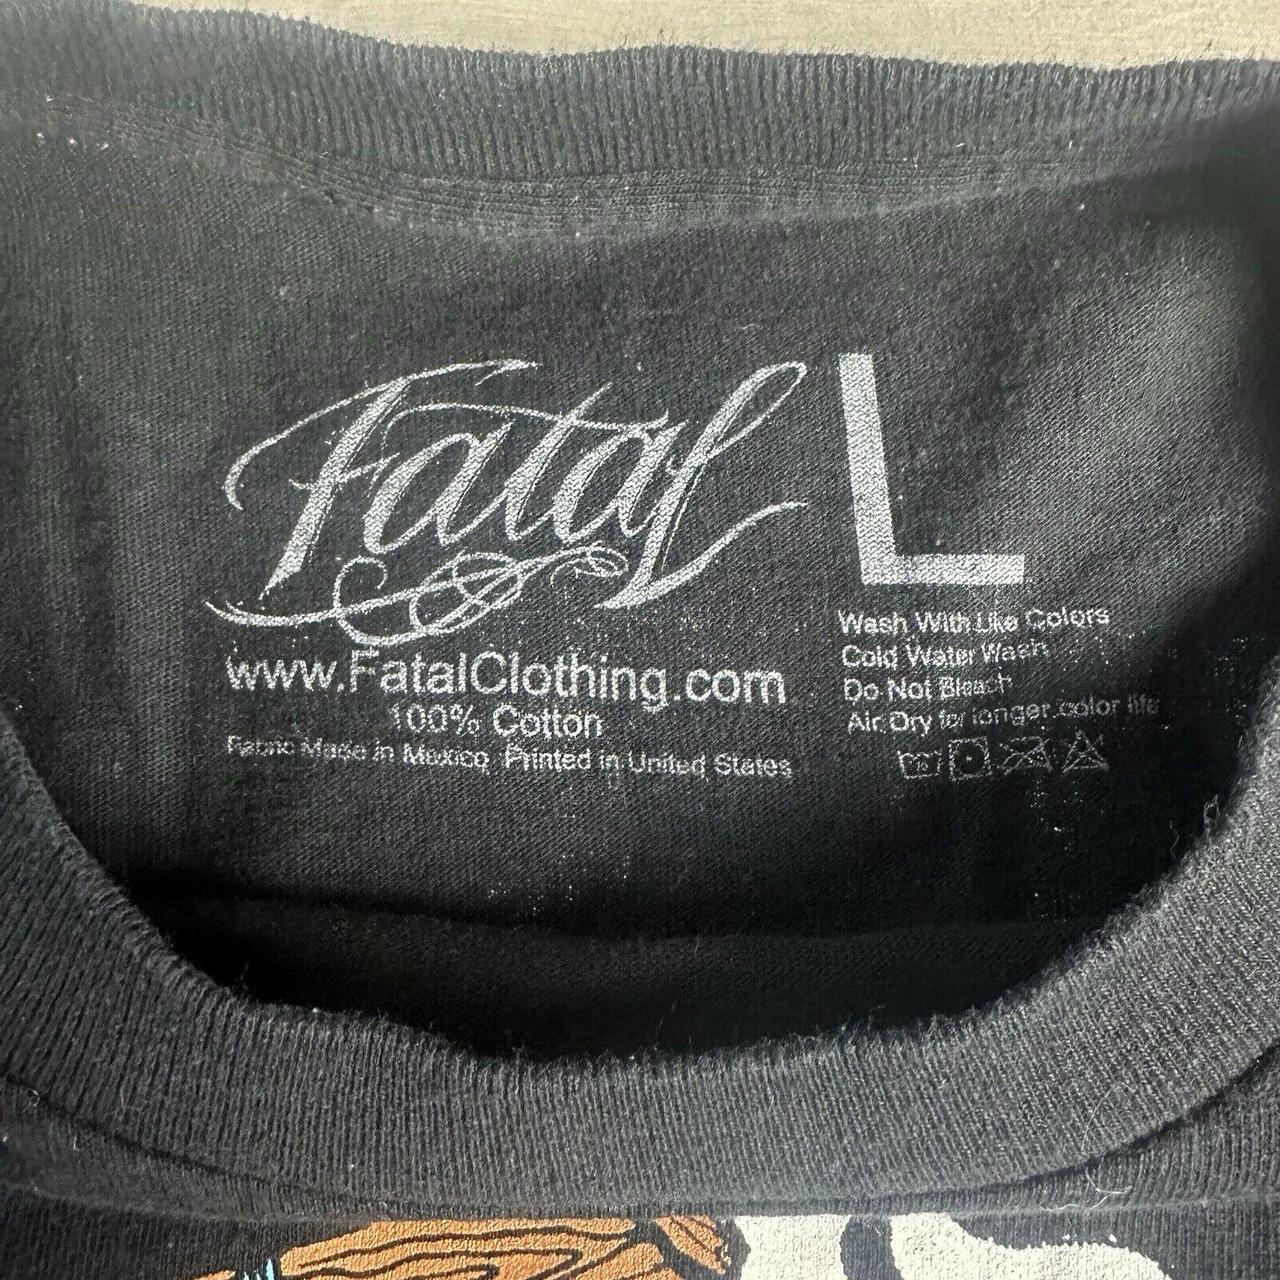 Fatal
L
www.FatalClothing.com
100% Cotton
Fabric Made in Mexico Printed in United States
Wash With Like Colors
Cold Water Wash
Do Not Bleach
Air Dry for longer color life